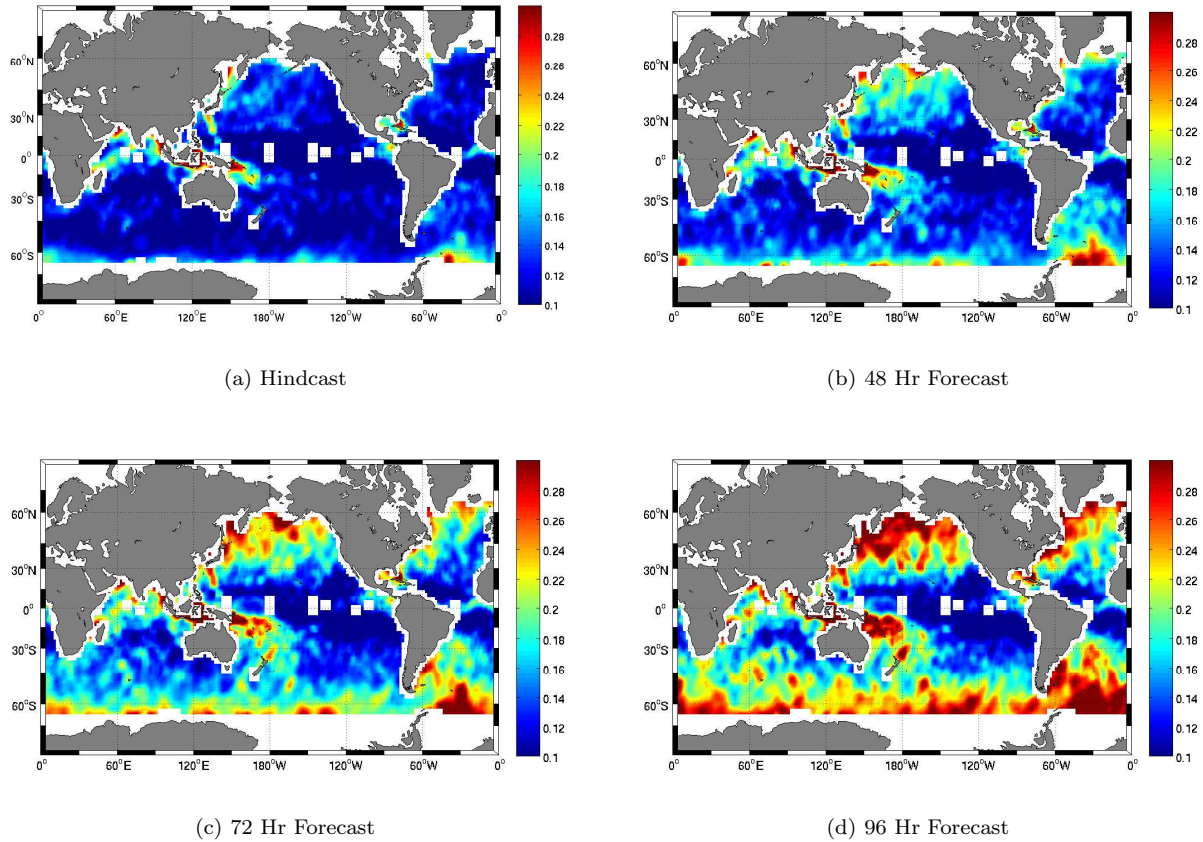 60°N
30°N
0°
30°S
60°S
0°
60°E
120°E
180°W
120°W
60°W
0°
0.28
0.26
0.24
0.22
0.2
0.18
0.16
0.14
0.12
0.1
(a) Hindcast
60°N
30°N
0°
30°S
60°S
0°
60°E
120°E
180°W
120°W
60°W
0°
0.28
0.26
0.24
0.22
0.2
0.18
0.16
0.14
0.12
0.1
(b) 48 Hr Forecast
60°N
30°N
0°
30°S
60°S
0°
60°E
120°E
180°W
120°W
60°W
0°
0.28
0.26
0.24
0.22
0.2
0.18
0.16
0.14
0.12
0.1
(c) 72 Hr Forecast
60°N
30°N
0°
30°S
60°S
0°
60°E
120°E
180°W
120°W
60°W
0°
0.28
0.26
0.24
0.22
0.2
0.18
0.16
0.14
0.12
0.1
(d) 96 Hr Forecast